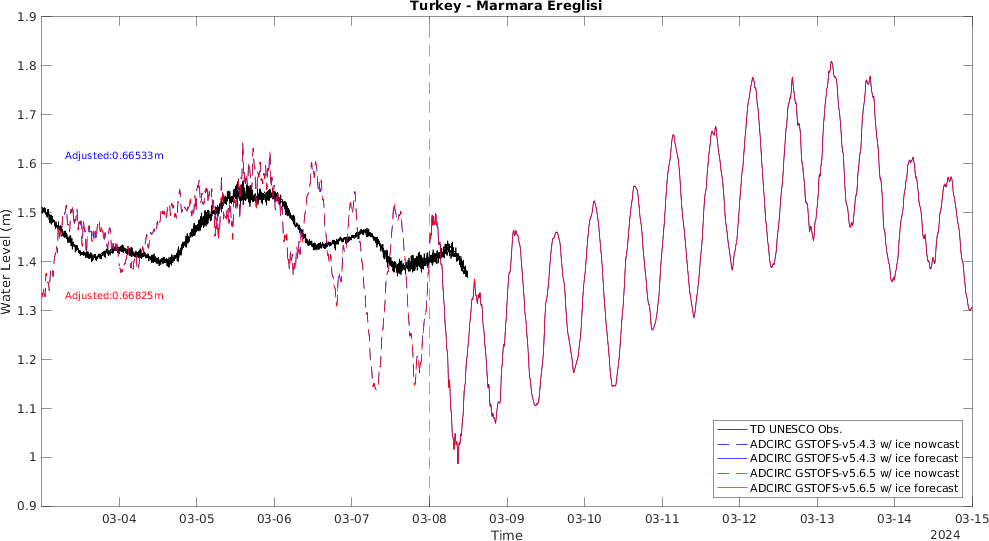 Turkey - Marmara Ereglisi
1.9
1.8
1.7
1.6
1.5
1.4
1.3
1.2
1.1
1
0.9
Water Level (m)
Adjusted:0.66533m
Adjusted:0.66825m
TD UNESCO Obs.
ADCIRC GSTOFS-v5.4.3 w/ ice nowcast
ADCIRC GSTOFS-v5.4.3 w/ ice forecast
ADCIRC GSTOFS-v5.6.5 w/ ice nowcast
ADCIRC GSTOFS-v5.6.5 w/ ice forecast
03-04 03-05 03-06 03-07 03-08 03-09 03-10 03-11 03-12 03-13 03-14 03-15
Time
2024